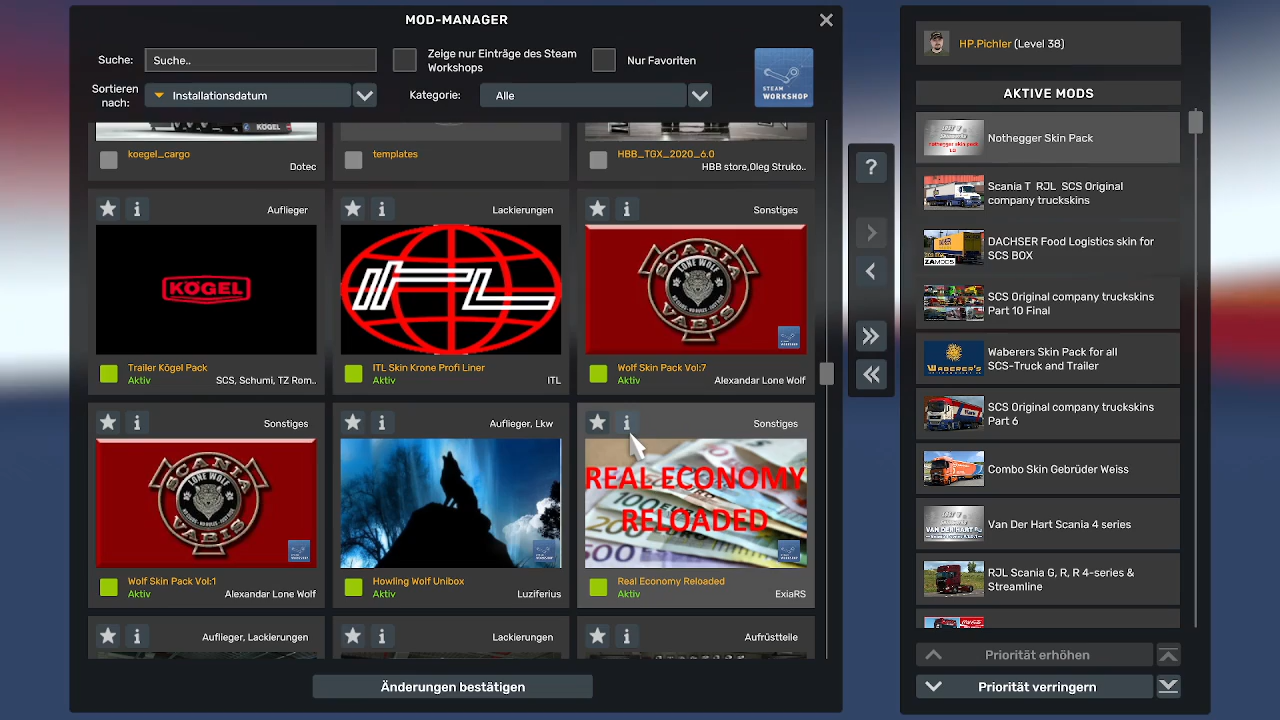 MOD-MANAGER
Suche:
Suche..
Zeige nur Einträge des Steam
Workshops
Nur Favoriten
STEAM
WORKSHOP
Sortieren
nach:
Installationsdatum
Kategorie:
Alle
KÖGEL
koegel_cargo
Dotec
templates
HBB_TGX_2020_6.0
HBB store,Oleg Struko..
Auflieger
KÖGEL
Trailer Kögel Pack
Aktiv
SCS, Schumi, TZ Rom..
Lackierungen
ITL
ITL Skin Krone Profi Liner
Aktiv
ITL
Sonstiges
SCANIA
LONE WOLF
VABIS
Wolf Skin Pack Vol:7
Aktiv
Alexandar Lone Wolf
Sonstiges
SCANIA
LONE WOLF
VABIS
Wolf Skin Pack Vol:1
Aktiv
Alexandar Lone Wolf
Auflieger, Lkw
Howling Wolf Unibox
Aktiv
Luziferius
Sonstiges
REAL ECONOMY
RELOADED
Real Economy Reloaded
Aktiv
ExiaRS
Auflieger, Lackierungen
Lackierungen
Aufrüstteile
Änderungen bestätigen
?
HP.Pichler (Level 38)
AKTIVE MODS
Nothegger Skin Pack
Scania T RJL SCS Original
company truckskins
DACHSER Food Logistics skin for
SCS BOX
SCS Original company truckskins
Part 10 Final
WABERER'S
Waberers Skin Pack for all
SCS-Truck and Trailer
SCS Original company truckskins
Part 6
Combo Skin Gebrüder Weiss
VAN DER HART
Van Der Hart Scania 4 series
RJL Scania G, R, R 4-series &
Streamline
Priorität erhöhen
Priorität verringern